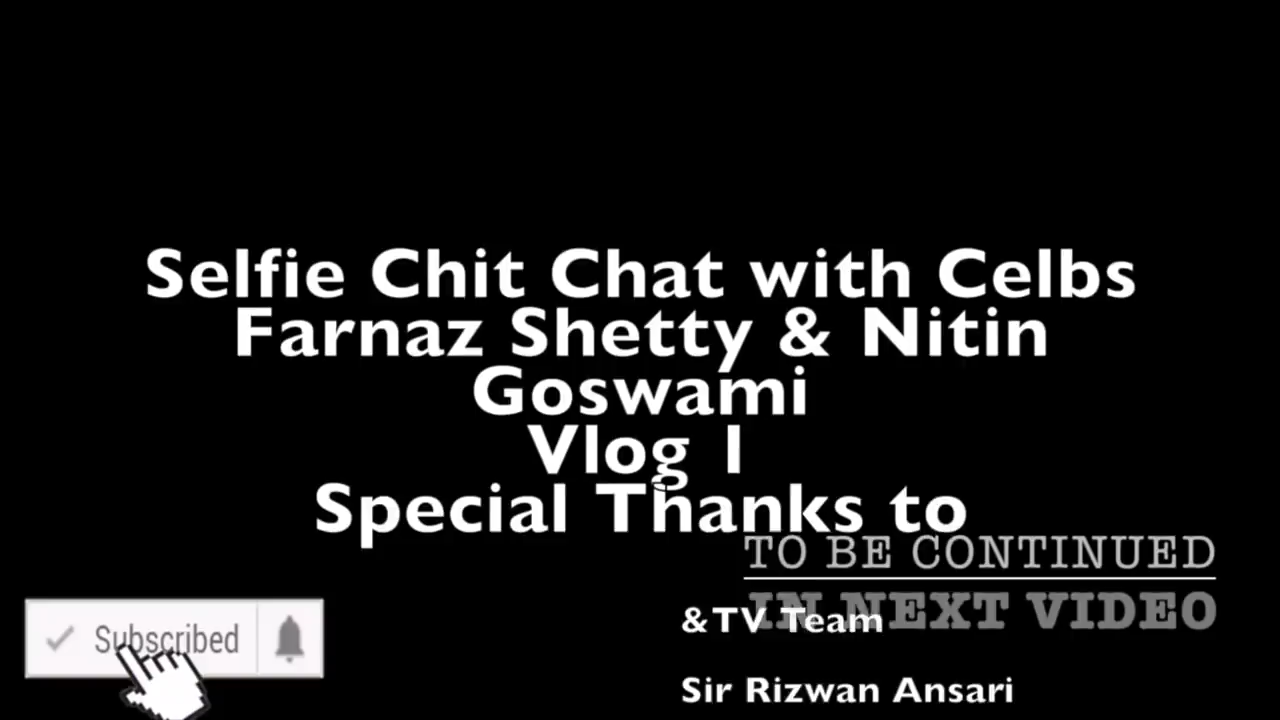 Selfie Chit Chat with Celbs
Farnaz Shetty & Nitin
Goswami
Vlog 1
Special Thanks to
TO BE CONTINUED
IN NEXT VIDEO
&TV Team
Subscribed
Sir Rizwan Ansari